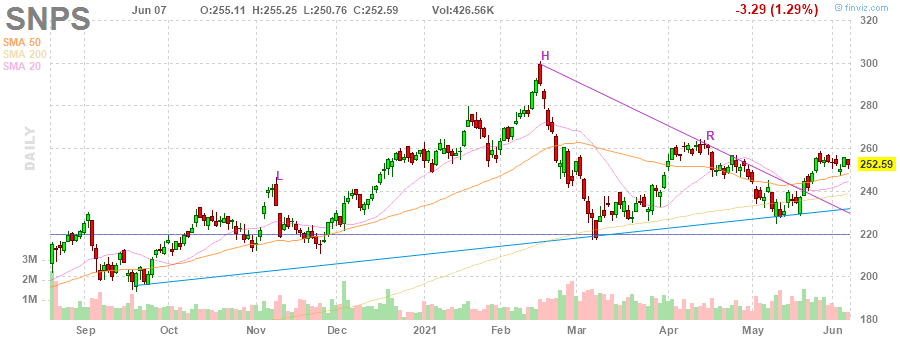 SNPS
Jun 07 O:255.11 H:255.25 L:250.76 C:252.59 Vol:426.56K -3.29 (1.29%)
© finviz.com
SMA 50
SMA 200
SMA 20
DAILY
320
300
280
260
252.59
240
220
200
180
3M
2M
1M
H
R
L
Sep Oct Nov Dec 2021 Feb Mar Apr May Jun